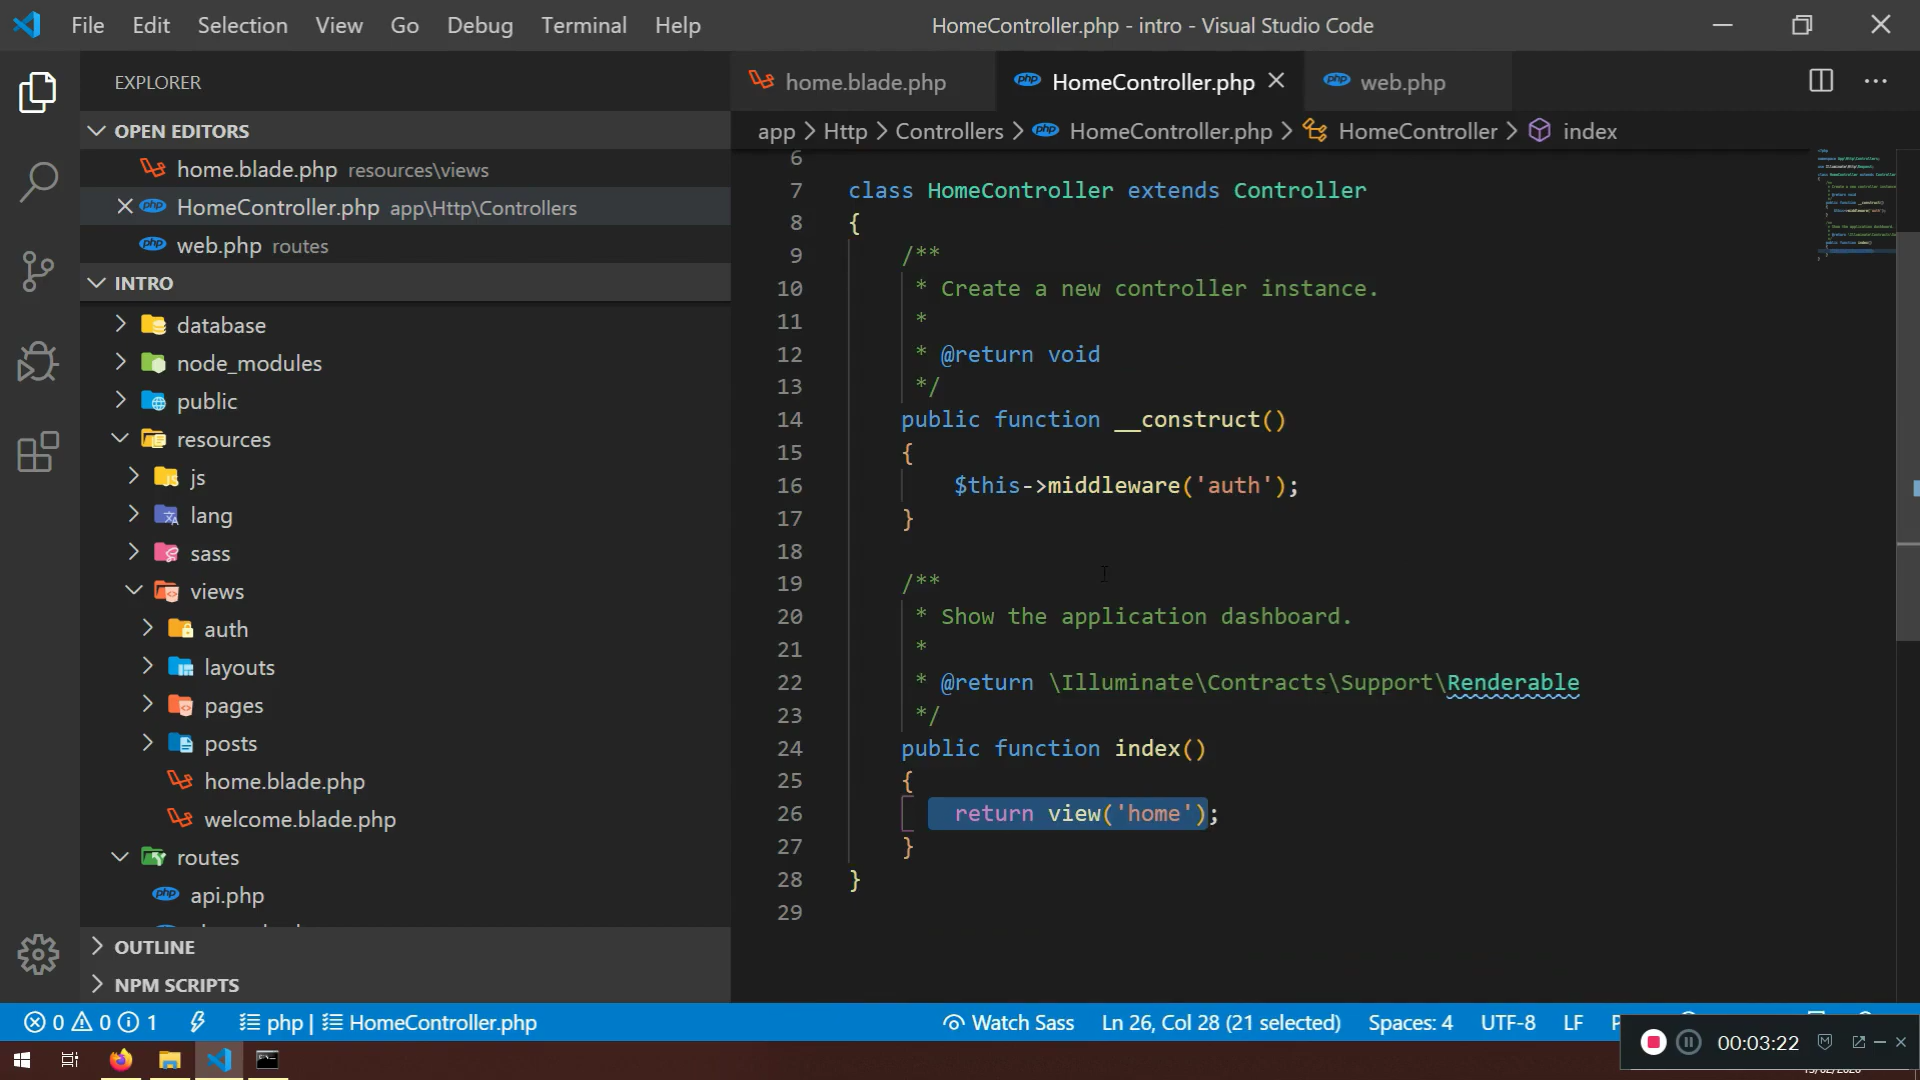 File Edit Selection View Go Debug Terminal Help
HomeController.php - intro - Visual Studio Code
EXPLORER
OPEN EDITORS
home.blade.php resources\views
HomeController.php app\Http\Controllers
web.php routes
INTRO
database
node_modules
public
resources
js
lang
sass
views
auth
layouts
pages
posts
home.blade.php
welcome.blade.php
routes
api.php
OUTLINE
NPM SCRIPTS
home.blade.php HomeController.php web.php
app > Http > Controllers > HomeController.php > HomeController > index
6
7 class HomeController extends Controller
8 {
9 /**
10 * Create a new controller instance.
11 *
12 * @return void
13 */
14 public function __construct()
15 {
16 $this->middleware('auth');
17 }
18
19 /**
20 * Show the application dashboard.
21 *
22 * @return \Illuminate\Contracts\Support\Renderable
23 */
24 public function index()
25 {
26 return view('home');
27 }
28 }
29
0 0 1 php | HomeController.php Watch Sass Ln 26, Col 28 (21 selected) Spaces: 4 UTF-8 LF
00:03:22